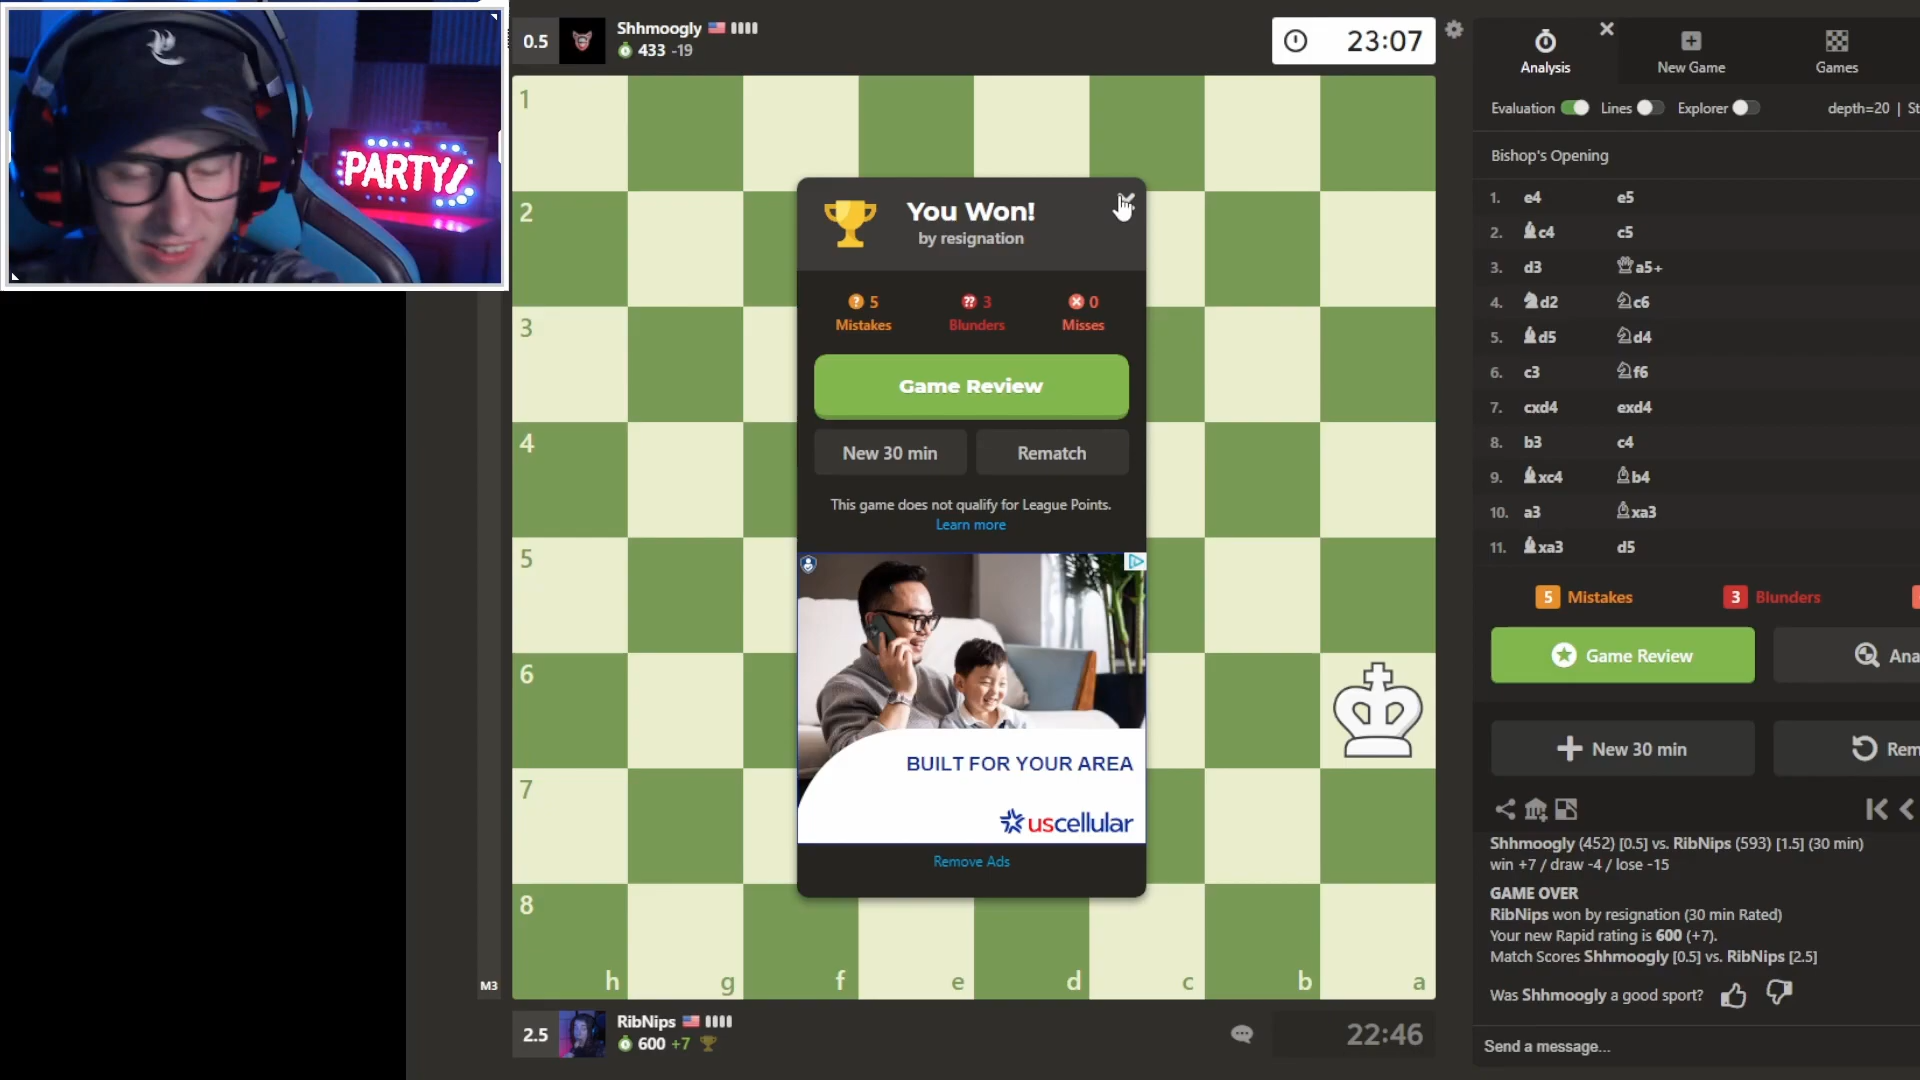 PARTY!
0.5
Shhmoogly
433 -19
23:07
1
2
3
4
5
6
7
8
h g f e d c b a
M3
You Won!
by resignation
? 5
Mistakes
?? 3
Blunders
0
Misses
Game Review
New 30 min
Rematch
This game does not qualify for League Points.
Learn more
BUILT FOR YOUR AREA
uscellular
Remove Ads
2.5
RibNips
600 +7
22:46
Analysis
New Game
Games
Evaluation
Lines
Explorer
depth=20 | St
Bishop's Opening
1. e4 e5
2. c4 c5
3. d3 a5+
4. d2 c6
5. d5 d4
6. c3 f6
7. cxd4 exd4
8. b3 c4
9. xc4 b4
10. a3 xa3
11. xa3 d5
5 Mistakes
3 Blunders
Game Review
Ana
New 30 min
Rem
Shhmoogly (452) [0.5] vs. RibNips (593) [1.5] (30 min)
win +7 / draw -4 / lose -15
GAME OVER
RibNips won by resignation (30 min Rated)
Your new Rapid rating is 600 (+7).
Match Scores Shhmoogly [0.5] vs. RibNips [2.5]
Was Shhmoogly a good sport?
Send a message...